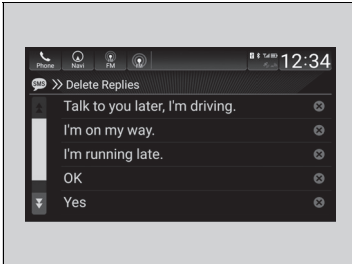 Phone
Navi
FM
12:34
SMS
Delete Replies
Talk to you later, I'm driving.
I'm on my way.
I'm running late.
OK
Yes